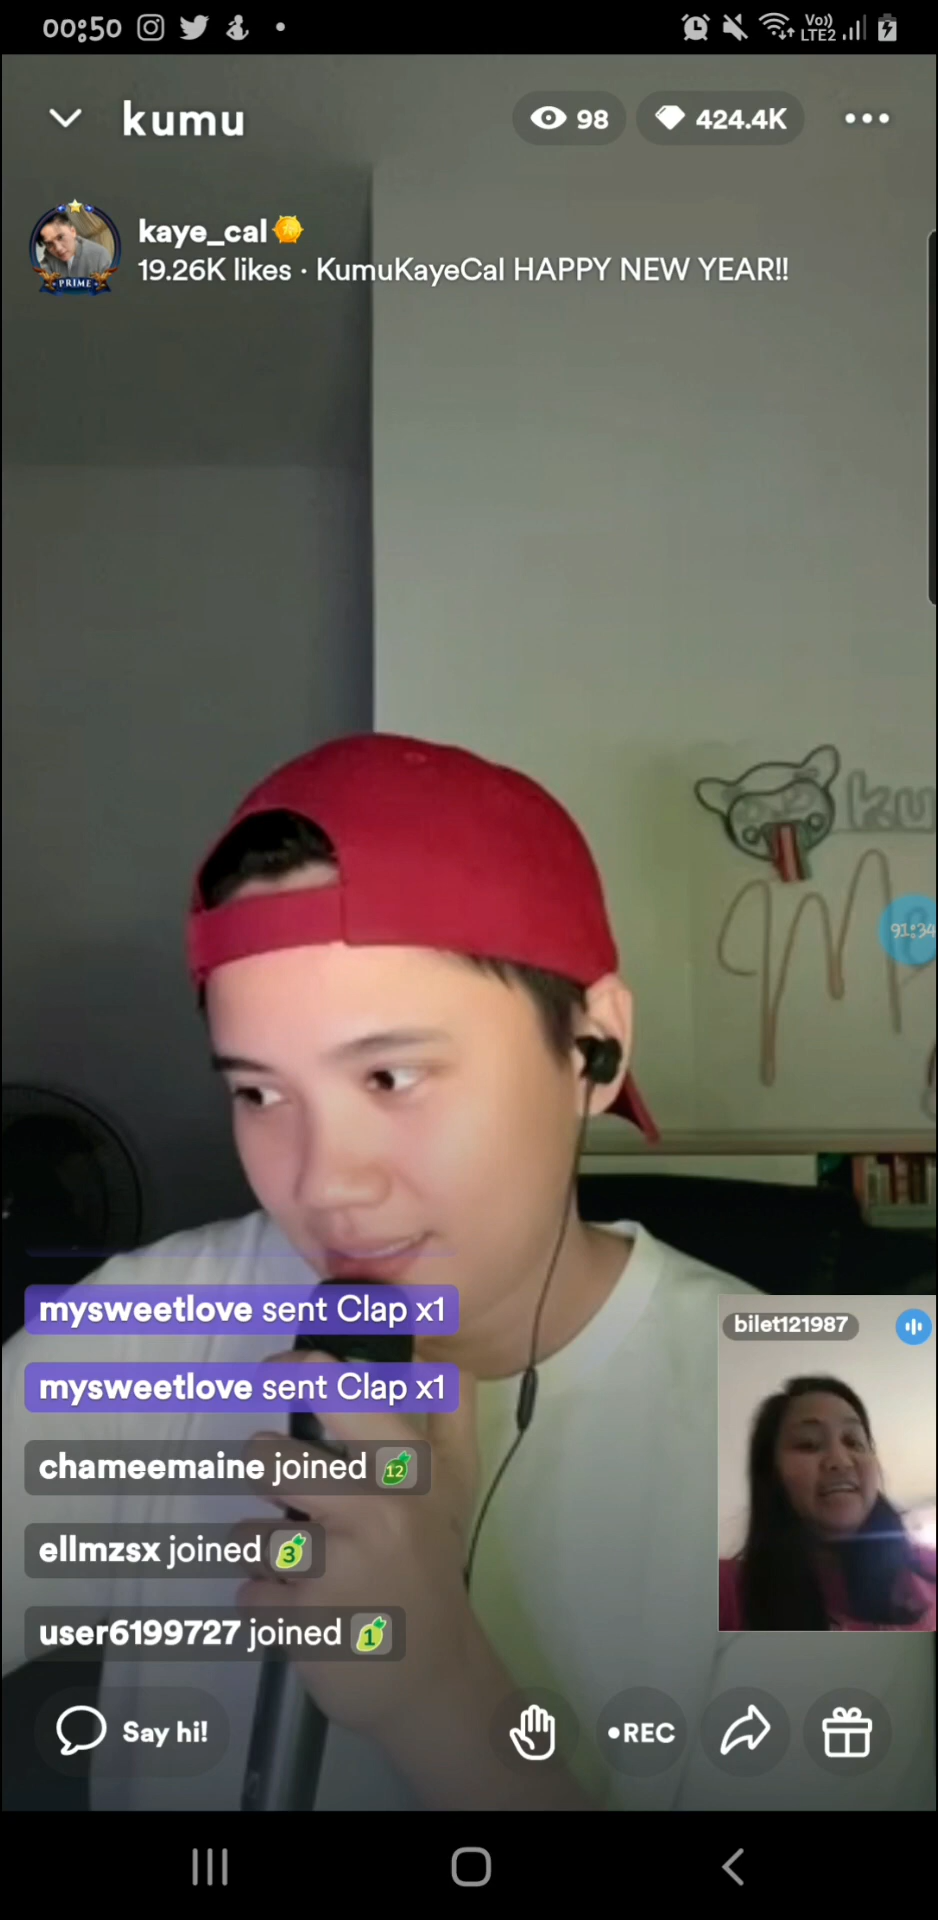 00:50
Vo))
LTE2
kumu
98
424.4K
kaye_cal
19.26K likes · KumuKayeCal HAPPY NEW YEAR!!
PRIME
ku
91:34
mysweetlove sent Clap x1
bilet121987
mysweetlove sent Clap x1
chameemaine joined 12
ellmzsx joined 3
user6199727 joined 1
Say hi!
•REC